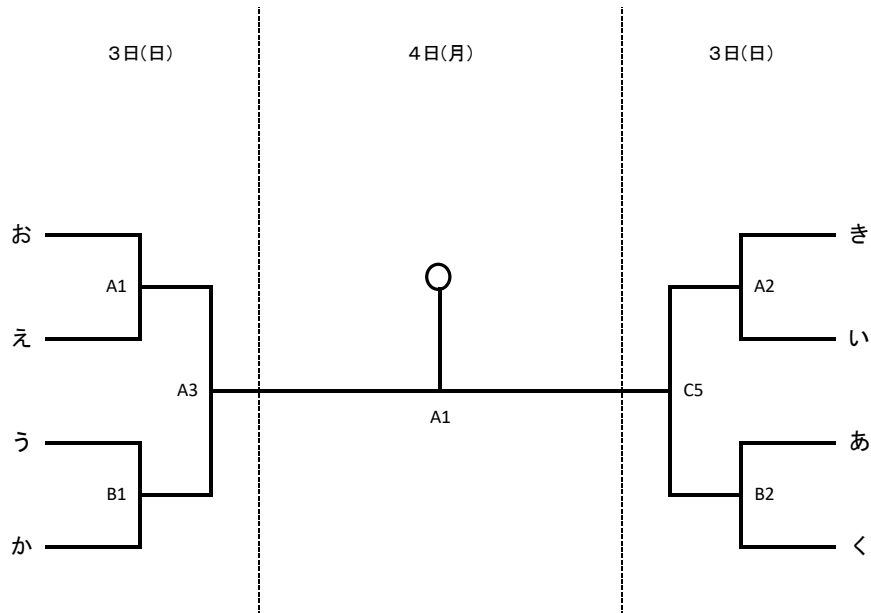 ３日(日)
４日(月)
３日(日)
お
き
A1
A2
え
い
A3
C5
A1
う
あ
B1
B2
か
く